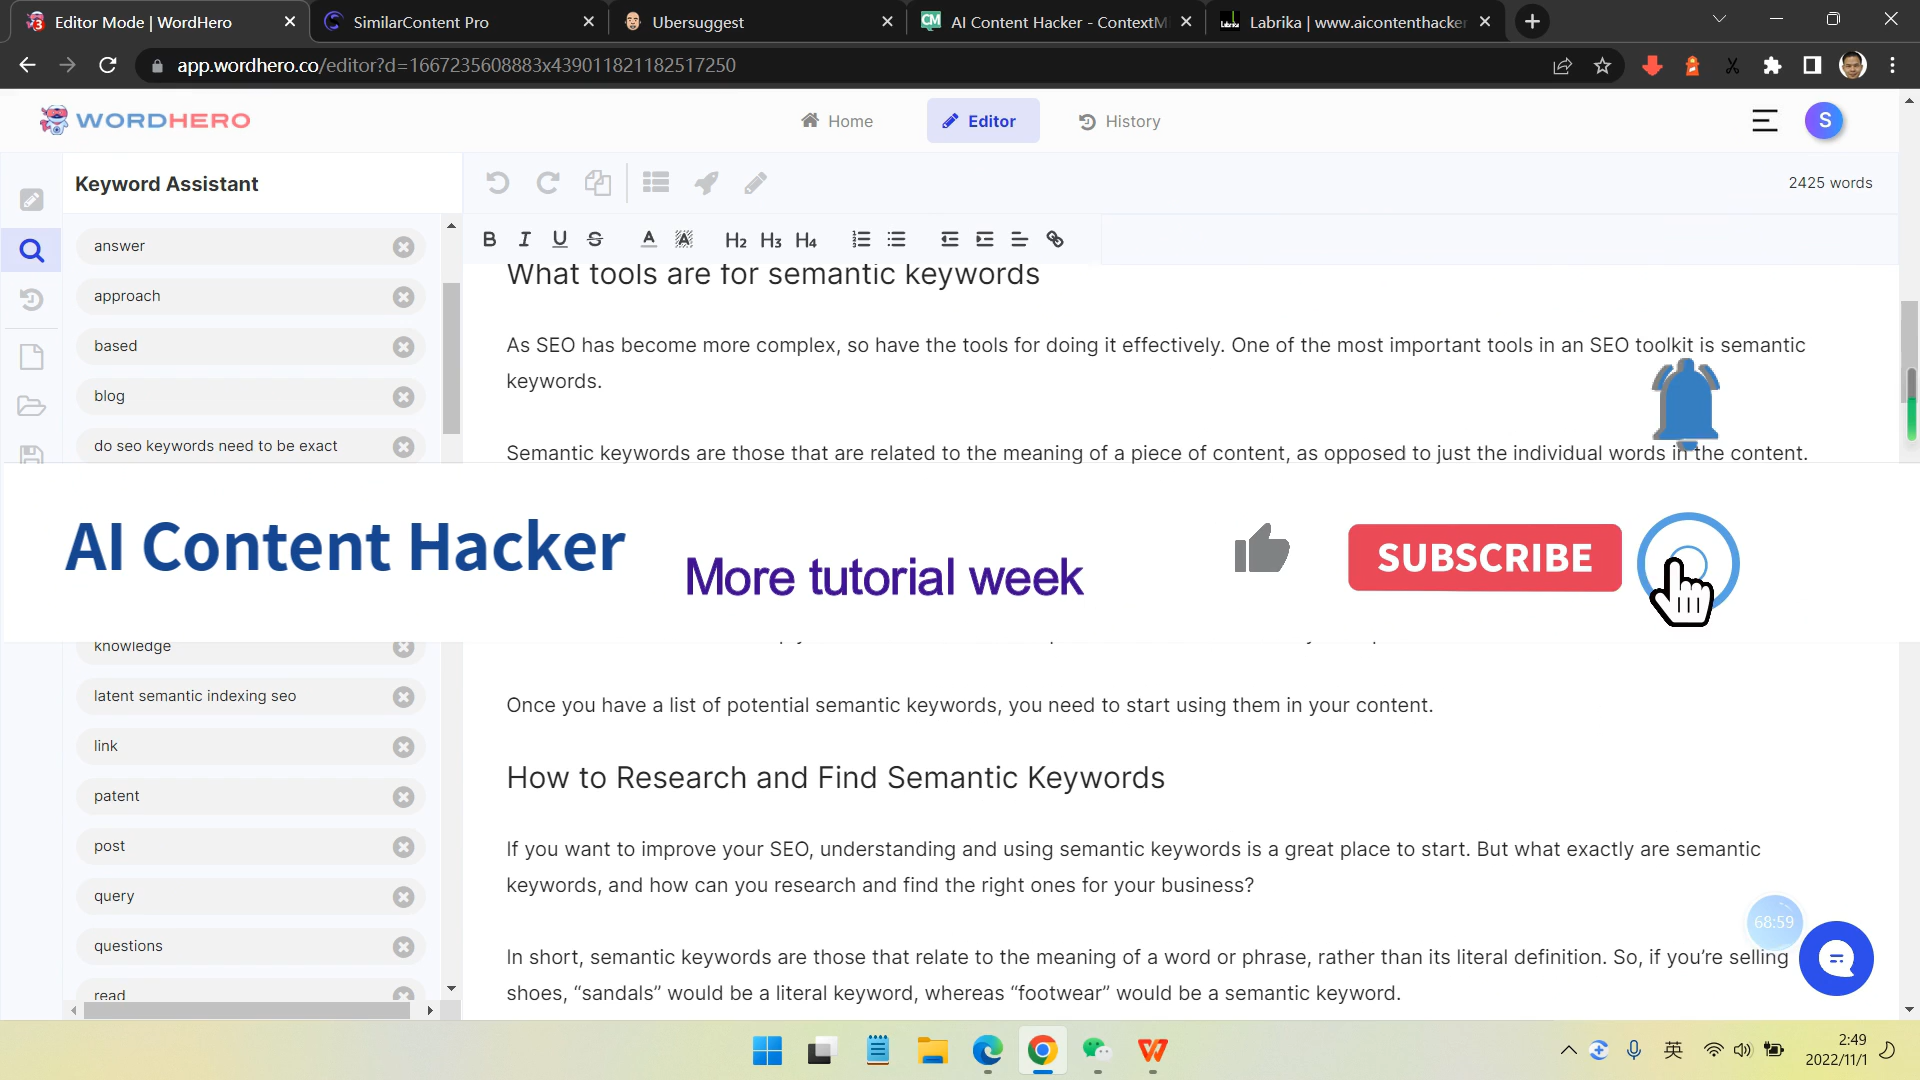 Editor Mode | WordHero
SimilarContent Pro
Ubersuggest
AI Content Hacker - ContextM
Labrika | www.aicontenthacker
app.wordhero.co/editor?d=1667235608883x439011821182517250
WORDHERO
Home
Editor
History
S
Keyword Assistant
2425 words
B I U S A A H2 H3 H4
answer
approach
based
blog
do seo keywords need to be exact
What tools are for semantic keywords
As SEO has become more complex, so have the tools for doing it effectively. One of the most important tools in an SEO toolkit is semantic
keywords.
Semantic keywords are those that are related to the meaning of a piece of content, as opposed to just the individual words in the content.
AI Content Hacker
More tutorial week
SUBSCRIBE
knowledge
latent semantic indexing seo
link
patent
post
query
questions
read
Once you have a list of potential semantic keywords, you need to start using them in your content.
How to Research and Find Semantic Keywords
If you want to improve your SEO, understanding and using semantic keywords is a great place to start. But what exactly are semantic
keywords, and how can you research and find the right ones for your business?
In short, semantic keywords are those that relate to the meaning of a word or phrase, rather than its literal definition. So, if you’re selling
shoes, “sandals” would be a literal keyword, whereas “footwear” would be a semantic keyword.
68:59
英
2:49
2022/11/1